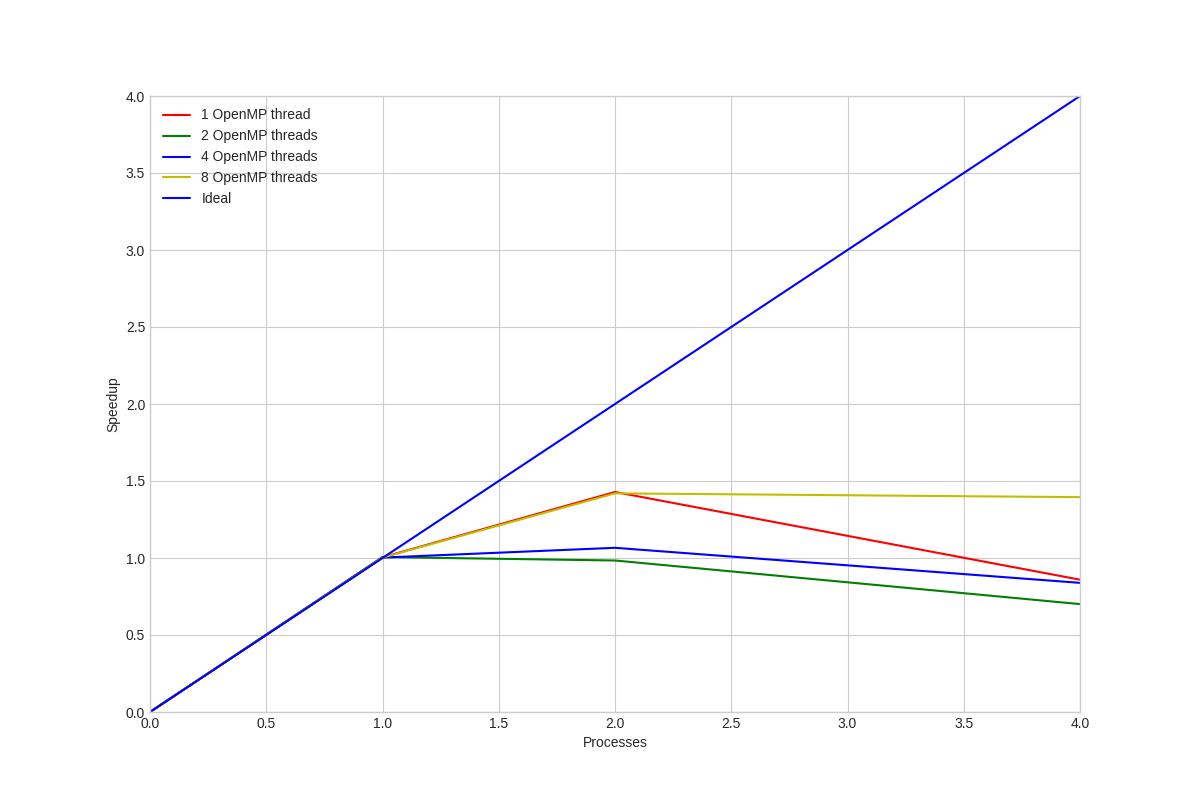 4.0
3.5
3.0
2.5
2.0
1.5
1.0
0.5
0.0
Speedup
1 OpenMP thread
2 OpenMP threads
4 OpenMP threads
8 OpenMP threads
Ideal
0.0 0.5 1.0 1.5 2.0 2.5 3.0 3.5 4.0
Processes